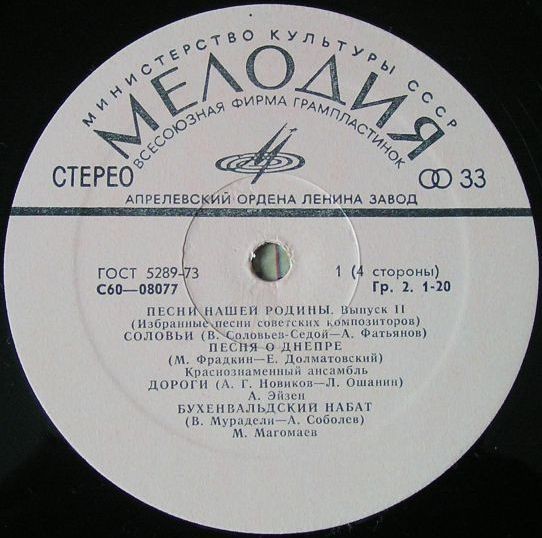 МИНИСТЕРСТВО КУЛЬТУРЫ СССР
МЕЛОДИЯ
ВСЕСОЮЗНАЯ ФИРМА ГРАМПЛАСТИНОК
СТЕРЕО
33
АПРЕЛЕВСКИЙ ОРДЕНА ЛЕНИНА ЗАВОД
ГОСТ 5289-73
1 (4 стороны)
С60—08077
Гр. 2. 1-20
ПЕСНИ НАШЕЙ РОДИНЫ. Выпуск II
(Избранные песни советских композиторов)
СОЛОВЬИ (В. Соловьев-Седой—А. Фатьянов)
ПЕСНЯ О ДНЕПРЕ
(М. Фрадкин—Е. Долматовский)
Краснознаменный ансамбль
ДОРОГИ (А. Г. Новиков—Л. Ошанин)
А. Эйзен
БУХЕНВАЛЬДСКИЙ НАБАТ
(В. Мурадели—А. Соболев)
М. Магомаев